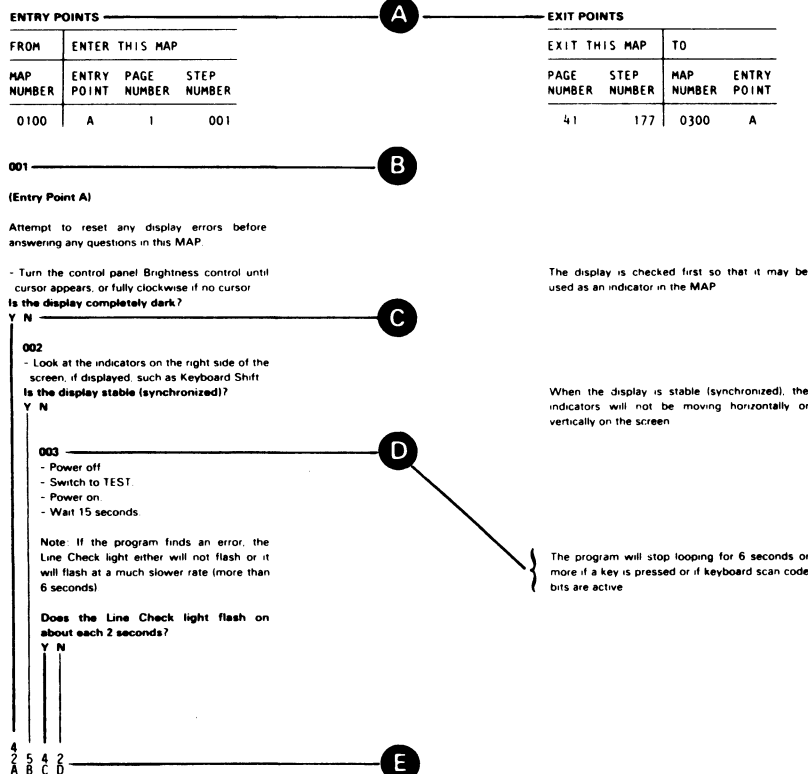 ENTRY POINTS
A
EXIT POINTS
FROM ENTER THIS MAP
MAP NUMBER ENTRY POINT PAGE NUMBER STEP NUMBER
0100 A 1 001
EXIT THIS MAP TO
PAGE NUMBER STEP NUMBER MAP NUMBER ENTRY POINT
41 177 0300 A
001
B
(Entry Point A)
Attempt to reset any display errors before
answering any questions in this MAP.
- Turn the control panel Brightness control until
cursor appears, or fully clockwise if no cursor
Is the display completely dark?
Y N
The display is checked first so that it may be
used as an indicator in the MAP
C
002
- Look at the indicators on the right side of the
screen, if displayed, such as Keyboard Shift
Is the display stable (synchronized)?
Y N
When the display is stable (synchronized), the
indicators will not be moving horizontally or
vertically on the screen
003
D
- Power off
- Switch to TEST.
- Power on.
- Wait 15 seconds.
Note: If the program finds an error, the
Line Check light either will not flash or it
will flash at a much slower rate (more than
6 seconds)
The program will stop looping for 6 seconds or
more if a key is pressed or if keyboard scan code
bits are active
Does the Line Check light flash on
about each 2 seconds?
Y N
4
2 5 4 2
A B C D
E